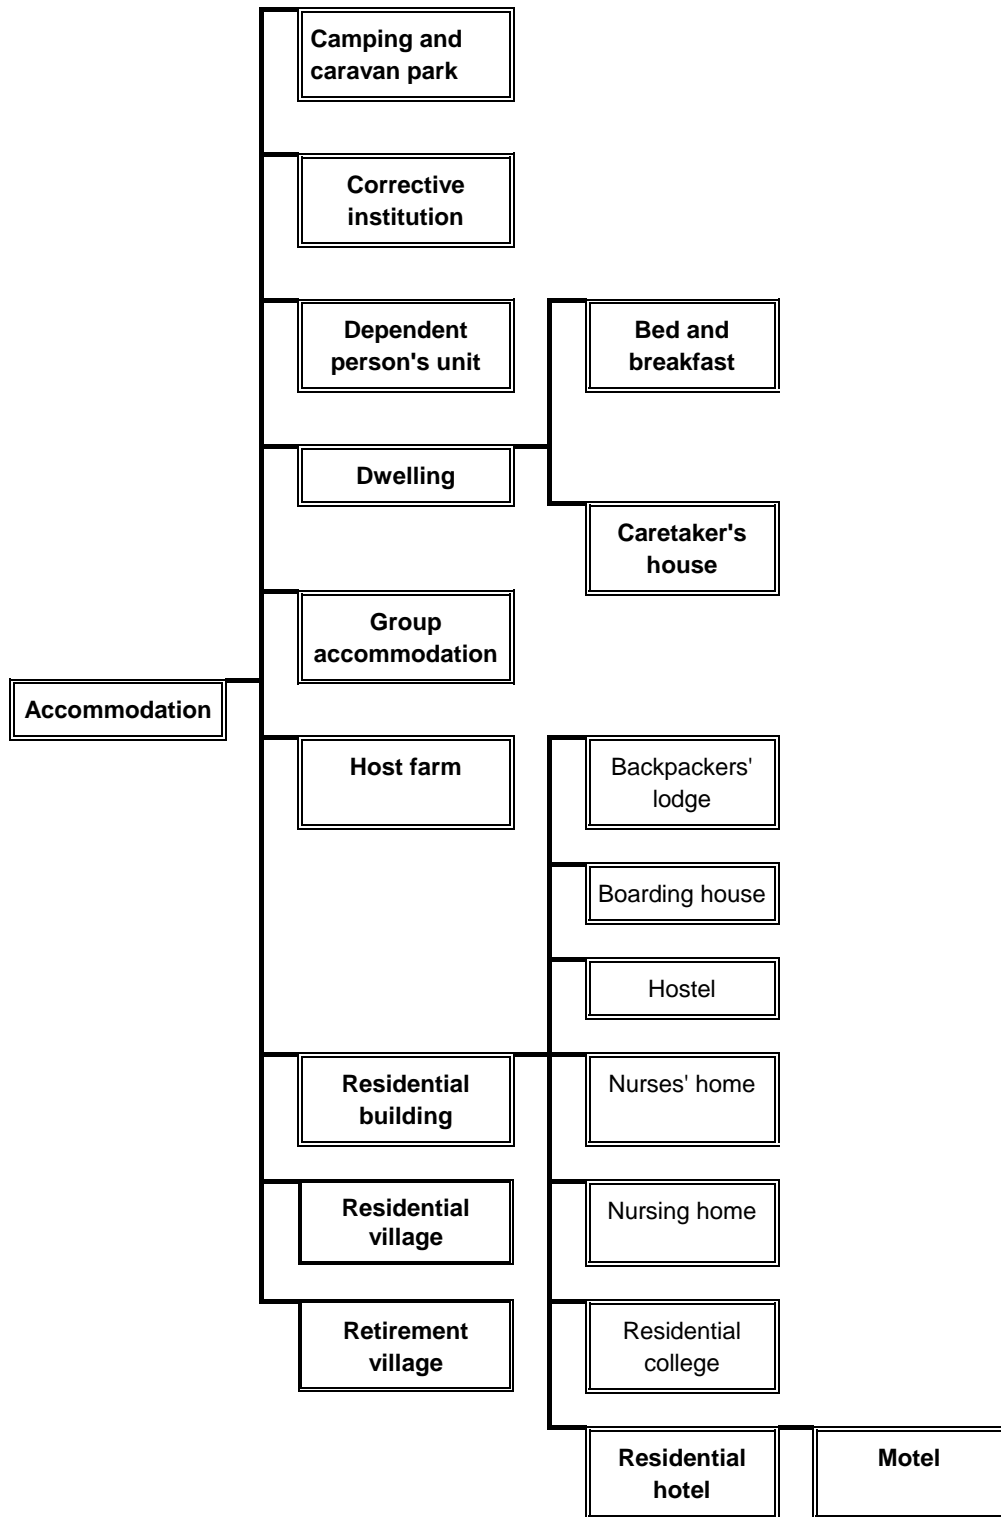 Camping and
caravan park
Corrective
institution
Dependent
person's unit
Bed and
breakfast
Dwelling
Caretaker's
house
Group
accommodation
Accommodation
Host farm
Backpackers'
lodge
Boarding house
Hostel
Residential
building
Nurses' home
Residential
village
Nursing home
Retirement
village
Residential
college
Residential
hotel
Motel